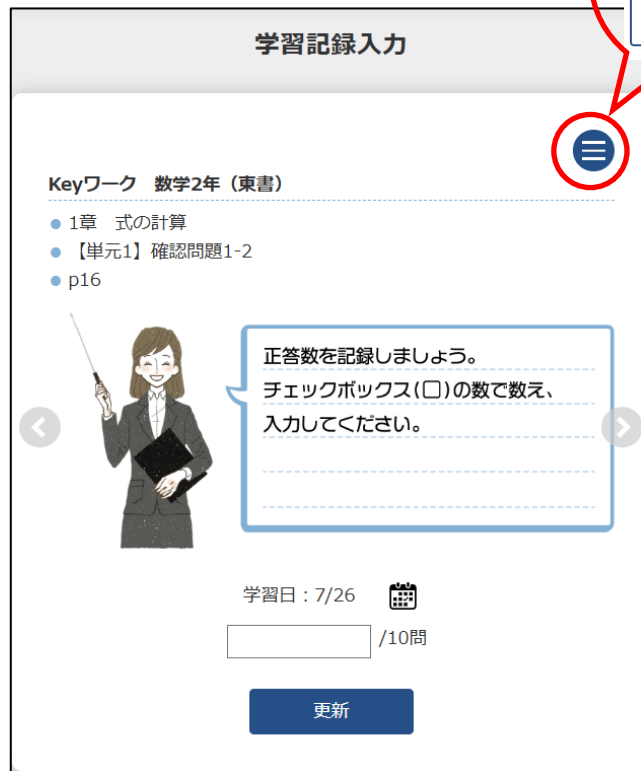 学習記録入力
Keyワーク 数学2年（東書）
1章 式の計算
【単元1】確認問題1-2
p16
正答数を記録しましょう。
チェックボックス(□)の数で数え、
入力してください。
学習日：7/26
/10問
更新